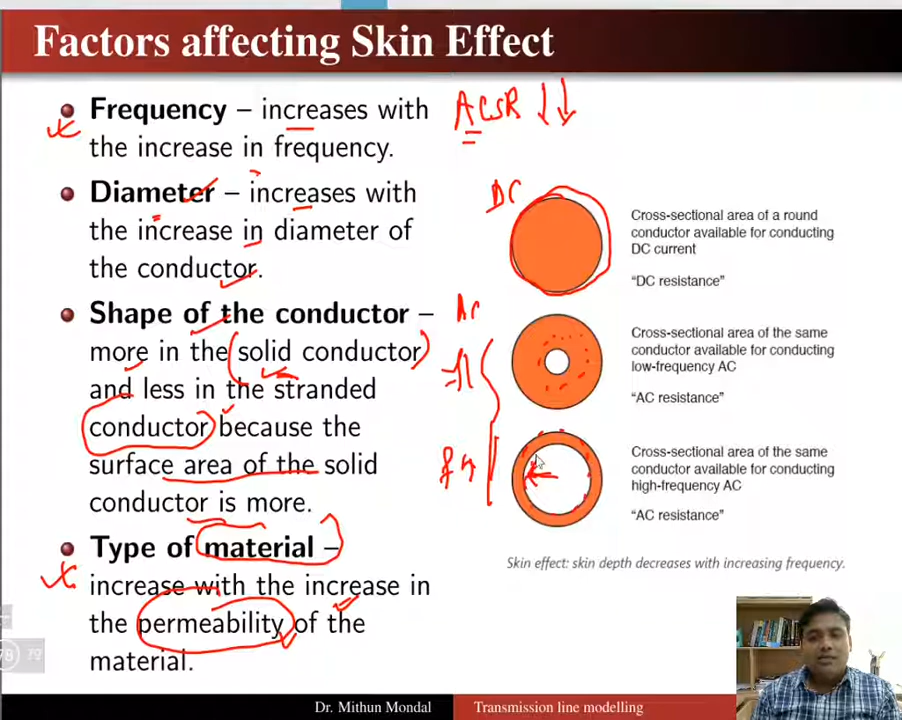 Factors affecting Skin Effect
Frequency – increases with
the increase in frequency.
Diameter – increases with
the increase in diameter of
the conductor.
Shape of the conductor –
more in the solid conductor
and less in the stranded
conductor because the
surface area of the solid
conductor is more.
Type of material –
increase with the increase in
the permeability of the
material.
ACSR ↓↓
DC
Cross-sectional area of a round
conductor available for conducting
DC current
"DC resistance"
AC
Cross-sectional area of the same
conductor available for conducting
low-frequency AC
"AC resistance"
Cross-sectional area of the same
conductor available for conducting
high-frequency AC
"AC resistance"
Skin effect: skin depth decreases with increasing frequency.
78 79
Dr. Mithun Mondal
Transmission line modelling